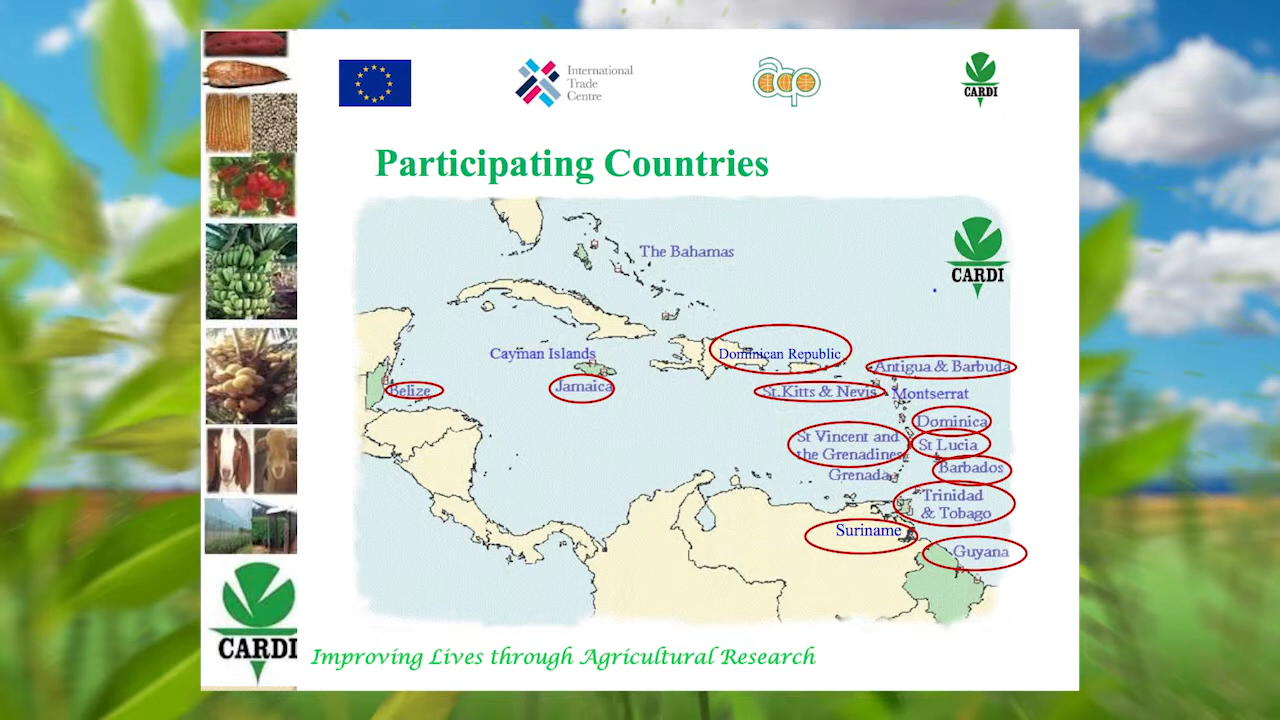 International
Trade
Centre
acp
CARDI
Participating Countries
The Bahamas
CARDI
Cayman Islands
Dominican Republic
Antigua & Barbuda
Belize
Jamaica
St.Kitts & Nevis
Montserrat
Dominica
St Vincent and
the Grenadines
St Lucia
Grenada
Barbados
Trinidad
& Tobago
Suriname
Guyana
CARDI
Improving Lives through Agricultural Research